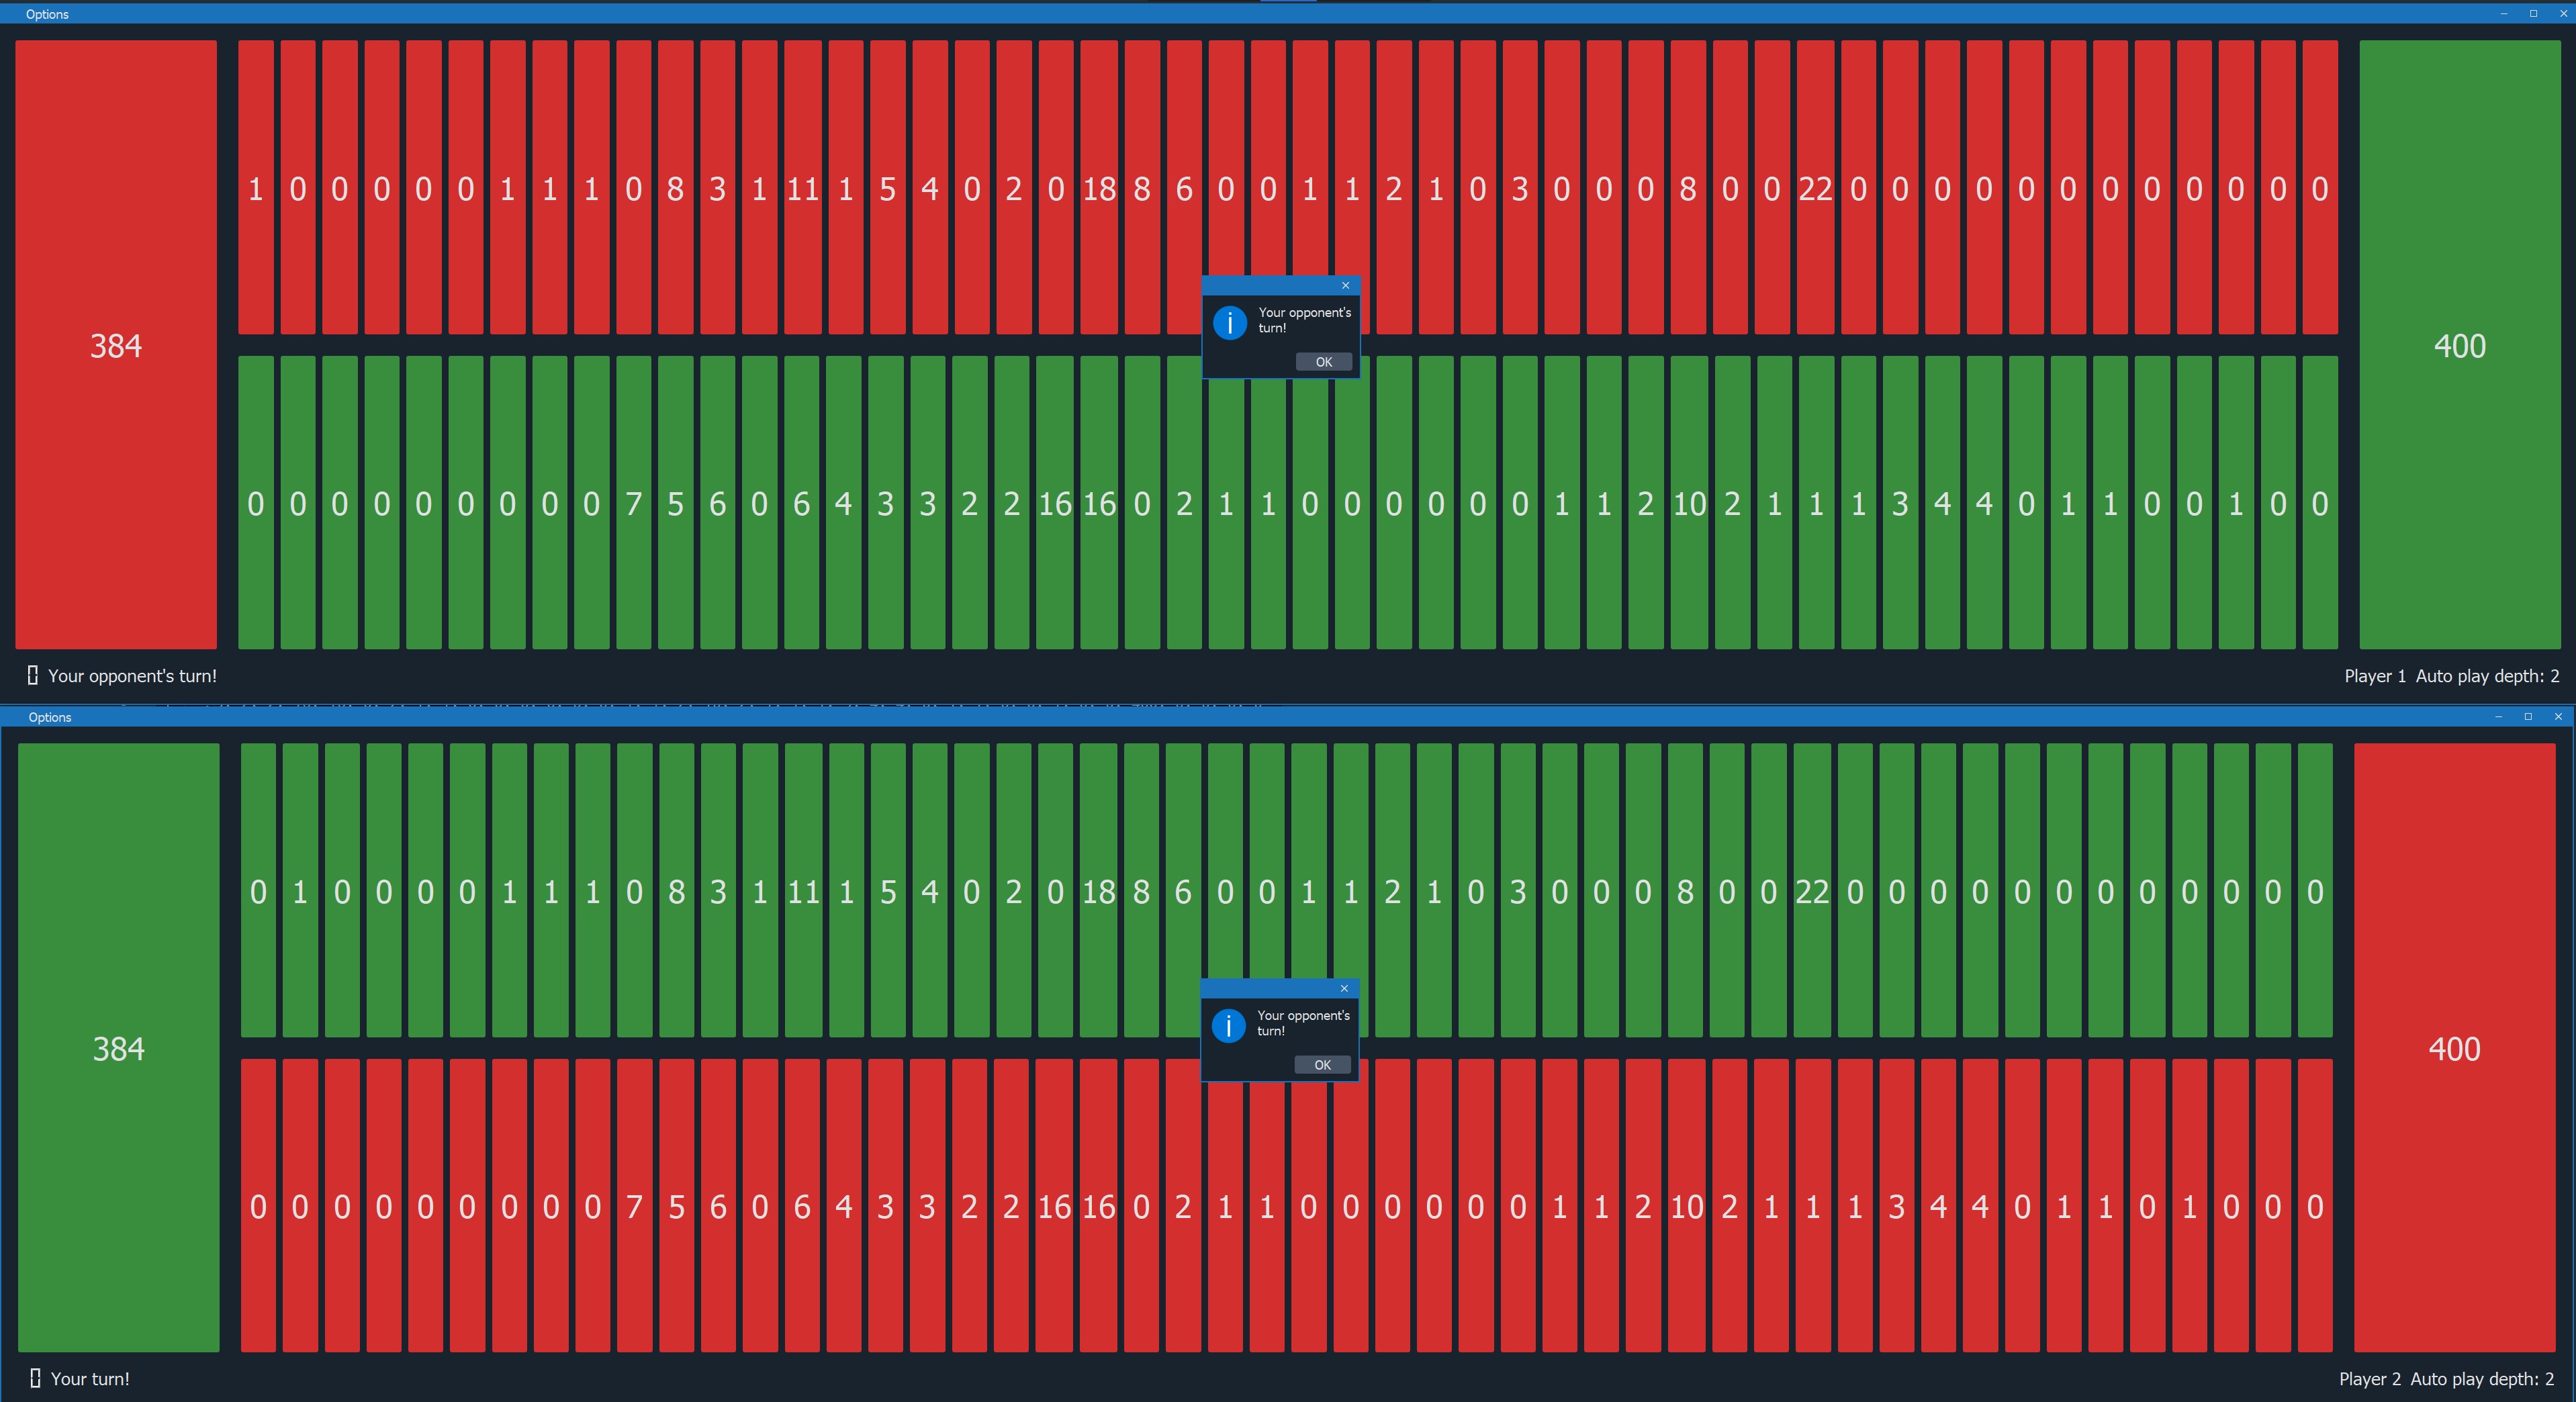 Options
1 0 0 0 0 0 1 1 1 0 8 3 1 11 1 5 4 0 2 0 18 8 6 0 0 1 1 2 1 0 3 0 0 0 8 0 0 22 0 0 0 0 0 0 0 0 0 0 0 0
Your opponent's
turn!
384
400
OK
0 0 0 0 0 0 0 0 0 7 5 6 0 6 4 3 3 2 2 16 16 0 2 1 1 0 0 0 0 0 0 1 1 2 10 2 1 1 1 3 4 4 0 1 1 0 0 1 0 0
Your opponent's turn!
Player 1 Auto play depth: 2
Options
0 1 0 0 0 0 1 1 1 0 8 3 1 11 1 5 4 0 2 0 18 8 6 0 0 1 1 2 1 0 3 0 0 0 8 0 0 22 0 0 0 0 0 0 0 0 0 0 0 0
Your opponent's
turn!
384
400
OK
0 0 0 0 0 0 0 0 0 7 5 6 0 6 4 3 3 2 2 16 16 0 2 1 1 0 0 0 0 0 0 1 1 2 10 2 1 1 1 3 4 4 0 1 1 0 1 0 0 0
Your turn!
Player 2 Auto play depth: 2